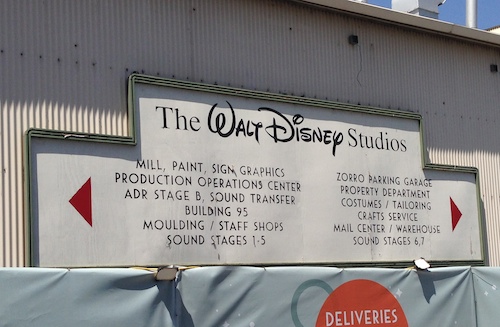 The Walt Disney Studios
MILL, PAINT, SIGN GRAPHICS
PRODUCTION OPERATIONS CENTER
ADR STAGE B, SOUND TRANSFER
BUILDING 95
MOULDING / STAFF SHOPS
SOUND STAGES 1-5
ZORRO PARKING GARAGE
PROPERTY DEPARTMENT
COSTUMES / TAILORING
CRAFTS SERVICE
MAIL CENTER / WAREHOUSE
SOUND STAGES 6,7
DELIVERIES